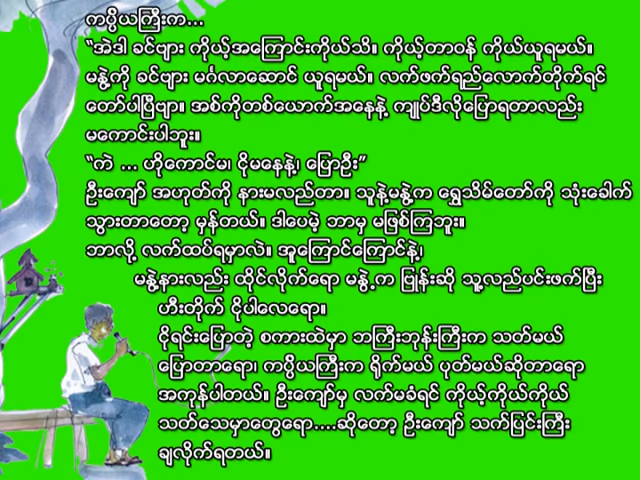 ကပ္ပိယကြီးက...
“အဲဒါ ခင်ဗျား ကိုယ့်အကြောင်းကိုယ်သိ။ ကိုယ့်တာဝန် ကိုယ်ယူရမယ်။
မနွဲ့ကို ခင်ဗျား မင်္ဂလာဆောင် ယူရမယ်။ လက်ဖက်ရည်လောက်တိုက်ရင်
တော်ပါပြီဗျာ။ အစ်ကိုတစ်ယောက်အနေနဲ့ ကျုပ်ဒီလိုပြောရတာလည်း
မကောင်းပါဘူး။
“ကဲ ... ဟိုကောင်မ၊ ငိုမနေနဲ့၊ ပြောဦး”
ဦးကျော် အဟုတ်ကို နားမလည်တာ။ သူနဲ့မနွဲ့က ရွှေသိမ်တော်ကို သုံးခေါက်
သွားတာတော့ မှန်တယ်။ ဒါပေမဲ့ ဘာမှ မဖြစ်ကြဘူး။
ဘာလို့ လက်ထပ်ရမှာလဲ။ အူကြောင်ကြောင်နဲ့၊
မနွဲ့နားလည်း ထိုင်လိုက်ရော မနွဲ့က ဗြုန်းဆို သူ့လည်ပင်းဖက်ပြီး
ဟီးတိုက် ငိုပါလေရော။
ငိုရင်းပြောတဲ့ စကားထဲမှာ ဘကြီးဘုန်းကြီးက သတ်မယ်
ပြောတာရော၊ ကပ္ပိယကြီးက ရိုက်မယ် ပုတ်မယ်ဆိုတာရော
အကုန်ပါတယ်။ ဦးကျော်မှ လက်မခံရင် ကိုယ့်ကိုယ်ကိုယ်
သတ်သေမှာတွေရော....ဆိုတော့ ဦးကျော် သက်ပြင်းကြီး
ချလိုက်ရတယ်။